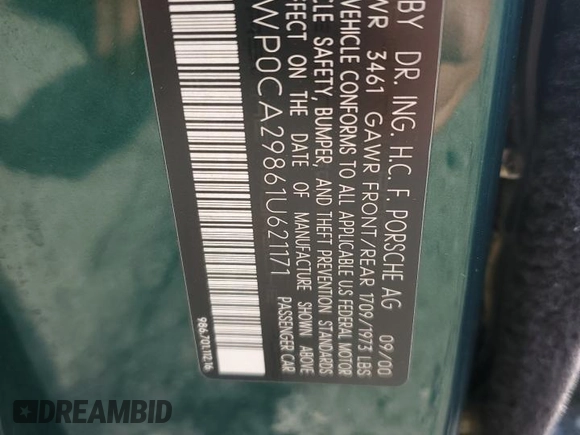 BY DR. ING. H.C. F. PORSCHE AG 09/00
3461 GAWR FRONT/REAR 1709/1973 LBS
VEHICLE CONFORMS TO ALL APPLICABLE US FEDERAL MOTOR
SAFETY, BUMPER, AND THEFT PREVENTION STANDARDS
EFFECT ON THE DATE OF MANUFACTURE SHOWN ABOVE
WP0CA29861U621171 PASSENGER CAR
986.701.112.16
DREAMBID